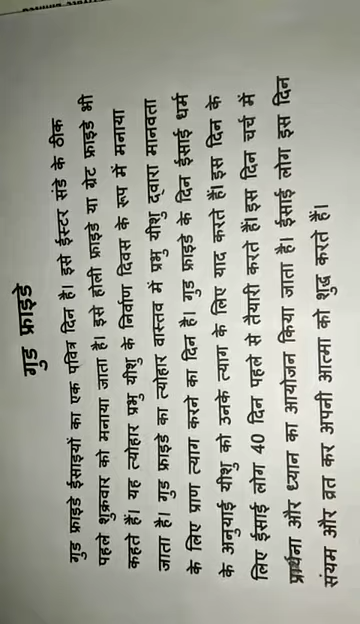 गुड फ्राइडे
गुड फ्राइडे ईसाइयों का एक पवित्र दिन है। इसे ईस्टर संडे के ठीक
पहले शुक्रवार को मनाया जाता है। इसे होली फ्राइडे या ग्रेट फ्राइडे भी
कहते हैं। यह त्योहार प्रभु यीशु के निर्वाण दिवस के रूप में मनाया
जाता है। गुड फ्राइडे का त्योहार वास्तव में प्रभु यीशु द्वारा मानवता
के लिए प्राण त्याग करने का दिन है। गुड फ्राइडे के दिन ईसाई धर्म
के अनुयाई यीशु को उनके त्याग के लिए याद करते हैं। इस दिन के
लिए ईसाई लोग 40 दिन पहले से तैयारी करते हैं। इस दिन चर्च में
प्रार्थना और ध्यान का आयोजन किया जाता है। ईसाई लोग इस दिन
संयम और व्रत कर अपनी आत्मा को शुद्ध करते हैं।